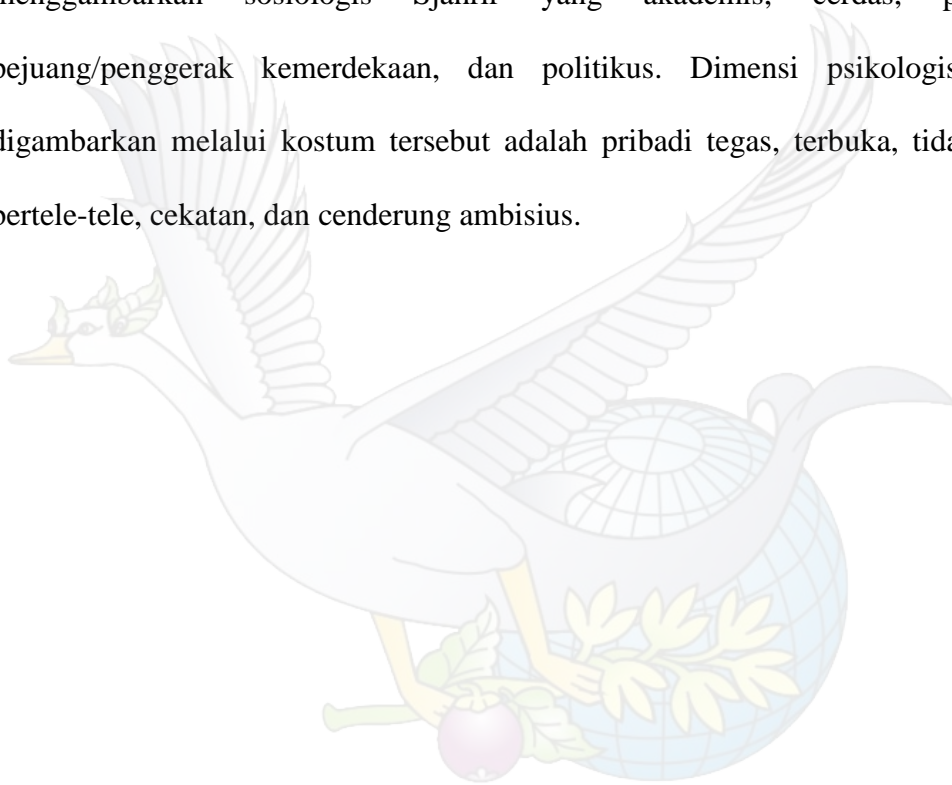 menggambarkan sosiologis Sjahrir yang akademis, cerdas,
pejuang/penggerak kemerdekaan, dan politikus. Dimensi psikologis
digambarkan melalui kostum tersebut adalah pribadi tegas, terbuka,
bertele-tele, cekatan, dan cenderung ambisius.